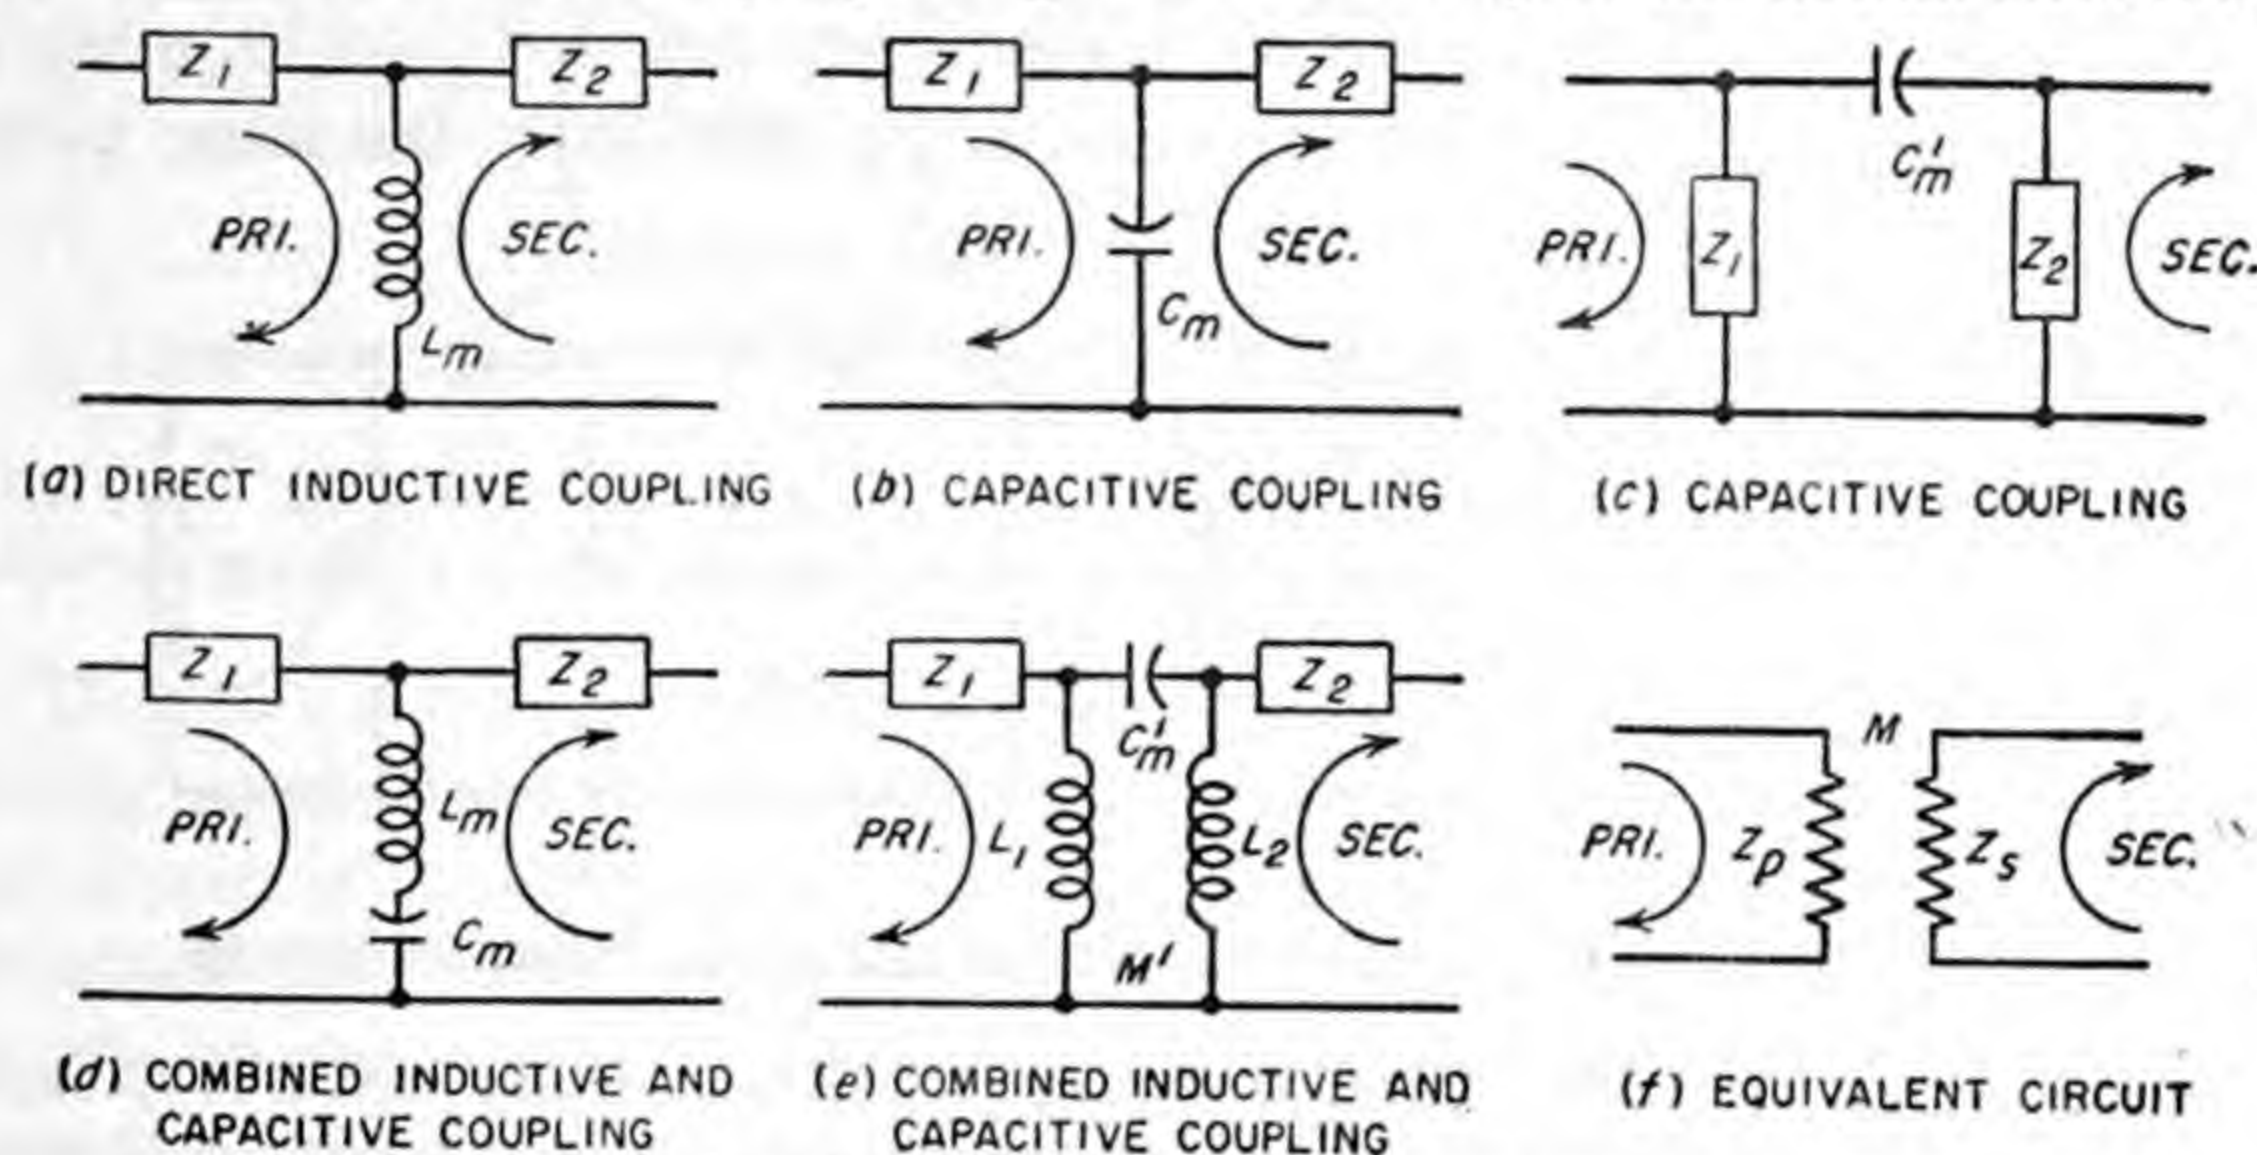 Z1 Z2
PRI. SEC.
Lm
(a) DIRECT INDUCTIVE COUPLING
Z1 Z2
PRI. SEC.
Cm
(b) CAPACITIVE COUPLING
C'm
PRI. Z1 Z2 SEC.
(c) CAPACITIVE COUPLING
Z1 Z2
PRI. Lm SEC.
Cm
(d) COMBINED INDUCTIVE AND
CAPACITIVE COUPLING
Z1 Z2
C'm
PRI. L1 L2 SEC.
M'
(e) COMBINED INDUCTIVE AND
CAPACITIVE COUPLING
M
PRI. Zp Zs SEC.
(f) EQUIVALENT CIRCUIT